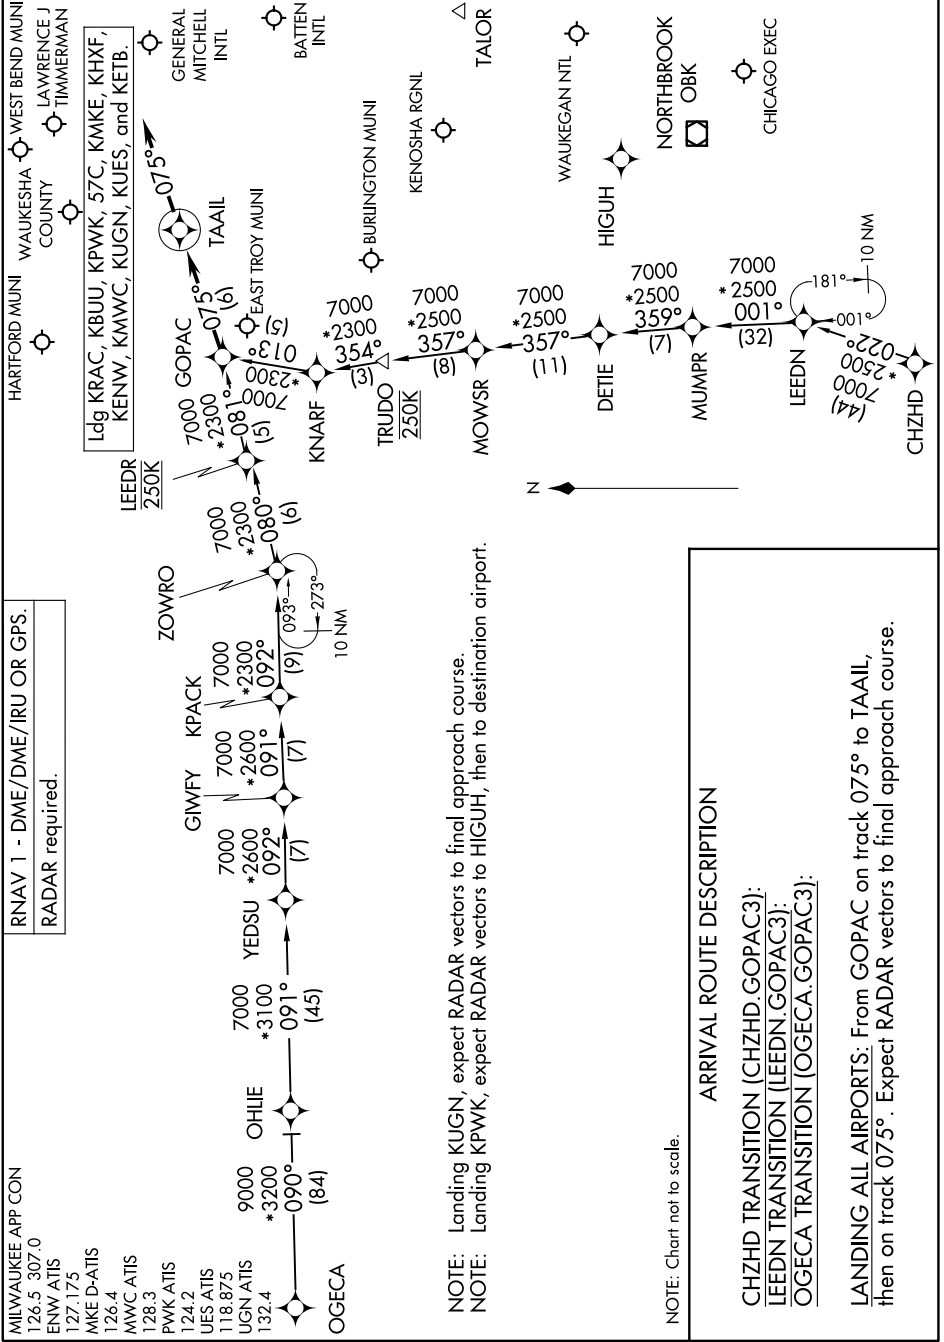 MILWAUKEE APP CON
126.5 307.0
ENW ATIS
127.175
MKE D-ATIS
126.4
MWC ATIS
128.3
PWK ATIS
124.2
UES ATIS
118.875
UGN ATIS
132.4
RNAV 1 - DME/DME/IRU OR GPS.
RADAR required.
HARTFORD MUNI
WAUKESHA
COUNTY
WEST BEND MUNI
LAWRENCE J
TIMMERMAN
Ldg KRAC, KBUU, KPWK, 57C, KMKE, KHXF,
KENW, KMWC, KUGN, KUES, and KETB.
GENERAL
MITCHELL
INTL
BATTEN
INTL
OGECA
9000
*3200
090°
(84)
OHLIE
7000
*3100
091°
(45)
YEDSU
7000
*2600
092°
(7)
GIWFY
7000
*2600
091°
(7)
KPACK
7000
*2300
092°
(9)
ZOWRO
093°
273°
10 NM
7000
*2300
080°
(6)
LEEDR
250K
7000
*2300
081°
(5)
GOPAC
075°
(6)
TAAIL
075°
EAST TROY MUNI
7000
*2300
013°
(5)
KNARF
7000
*2300
354°
(3)
TRUDO
250K
BURLINGTON MUNI
7000
*2500
357°
(8)
MOWSR
KENOSHA RGNL
TALOR
7000
*2500
357°
(11)
DETIE
WAUKEGAN NTL
HIGUH
7000
*2500
359°
(7)
MUMPR
NORTHBROOK
OBK
CHICAGO EXEC
7000
*2500
001°
(32)
LEEDN
181°
001°
10 NM
022°
*2500
7000
(44)
CHZHD
N
NOTE: Landing KUGN, expect RADAR vectors to final approach course.
NOTE: Landing KPWK, expect RADAR vectors to HIGUH, then to destination airport.
NOTE: Chart not to scale.
ARRIVAL ROUTE DESCRIPTION
CHZHD TRANSITION (CHZHD.GOPAC3):
LEEDN TRANSITION (LEEDN.GOPAC3):
OGECA TRANSITION (OGECA.GOPAC3):
LANDING ALL AIRPORTS: From GOPAC on track 075° to TAAIL,
then on track 075°. Expect RADAR vectors to final approach course.